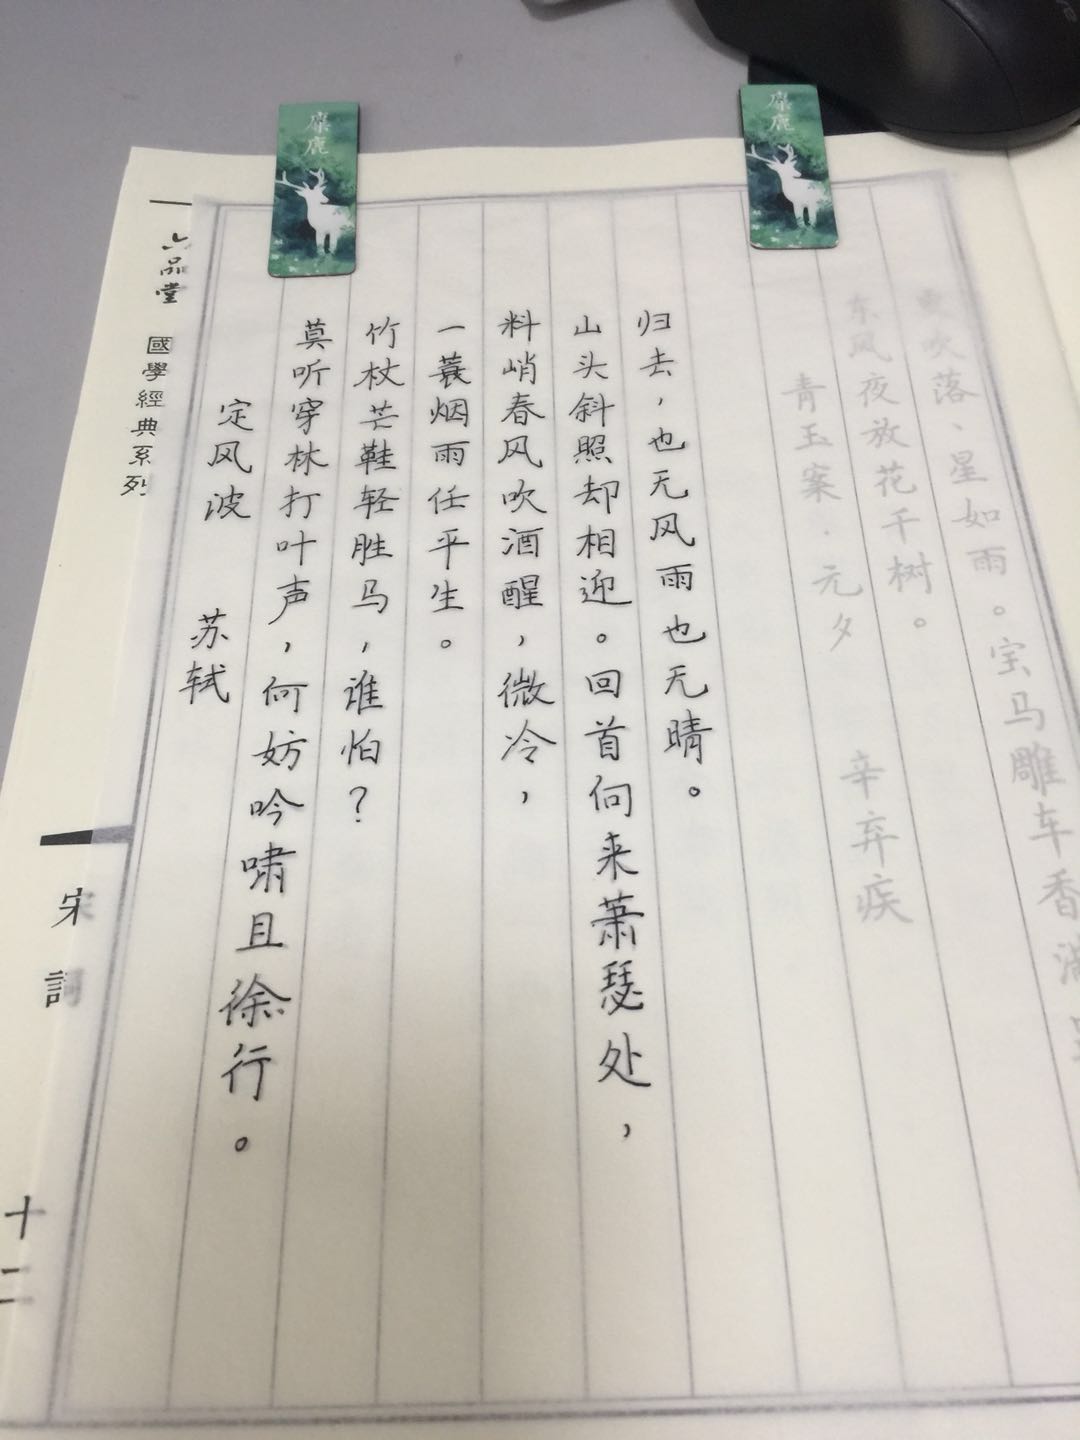 麋鹿
麋鹿
六品堂 國學經典系列
宋詞
十二
定风波 苏轼
莫听穿林打叶声，何妨吟啸且徐行。
竹杖芒鞋轻胜马，谁怕？
一蓑烟雨任平生。
料峭春风吹酒醒，微冷，
山头斜照却相迎。回首向来萧瑟处，
归去，也无风雨也无晴。
青玉案·元夕 辛弃疾
东风夜放花千树。
更吹落、星如雨。宝马雕车香满